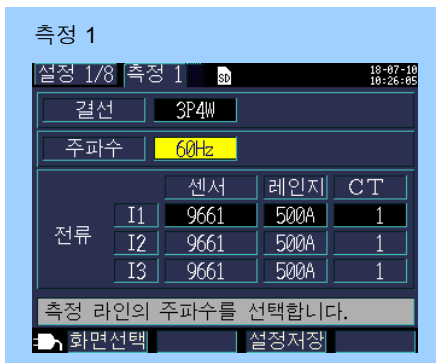 측정 1
설정 1/8 측정 1 SD 18-07-10
10:26:05
결선 3P4W
주파수 60Hz
센서 레인지 CT
전류 I1 9661 500A 1
I2 9661 500A 1
I3 9661 500A 1
측정 라인의 주파수를 선택합니다.
화면선택 설정저장